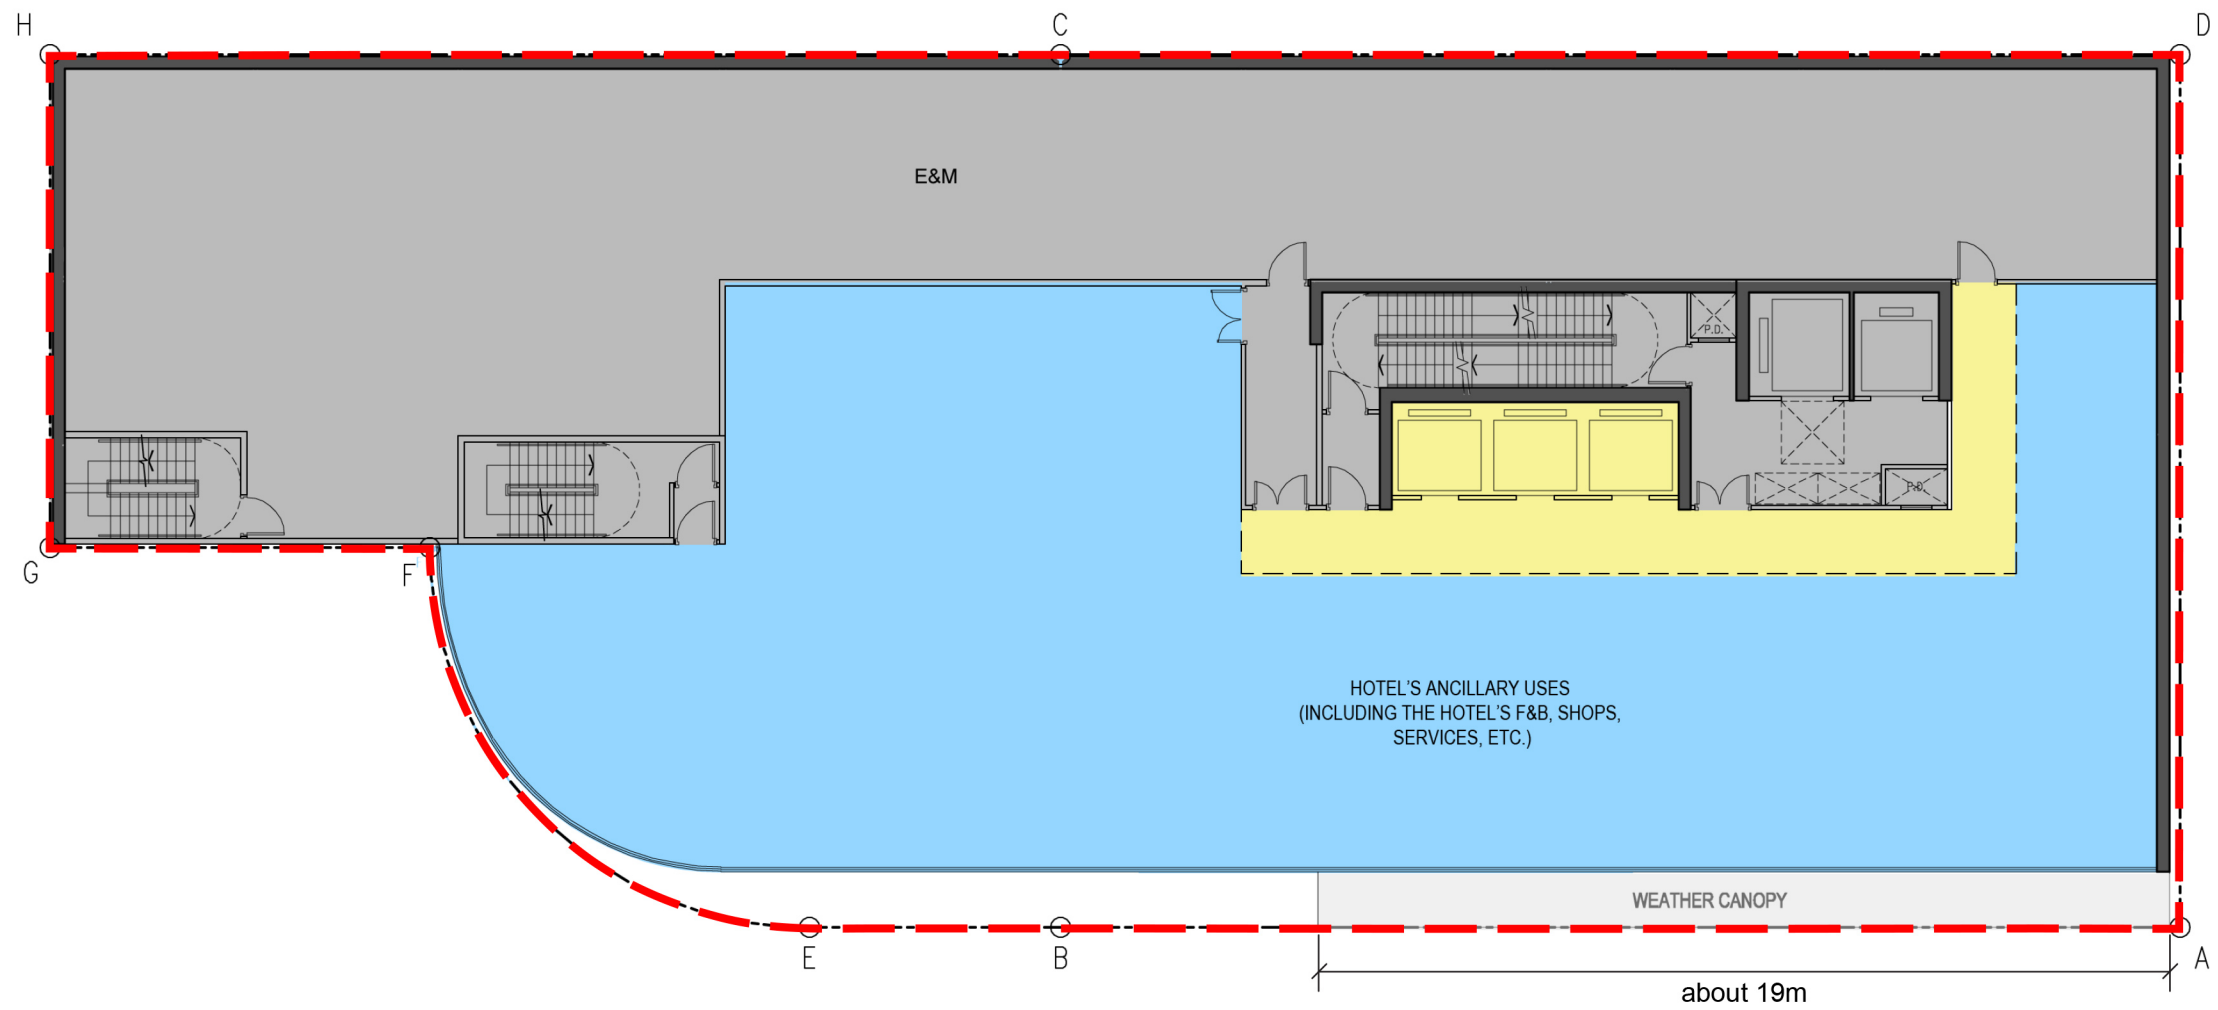 H
C
D
E&M
P.D.
P.D
G
F
HOTEL'S ANCILLARY USES
(INCLUDING THE HOTEL'S F&B, SHOPS,
SERVICES, ETC.)
WEATHER CANOPY
E
B
A
about 19m